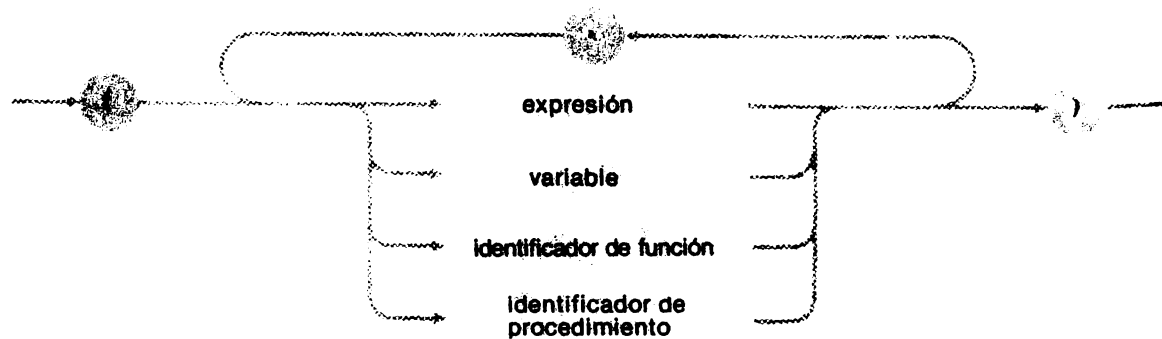 expresión
)
variable
identificador de función
identificador de
procedimiento